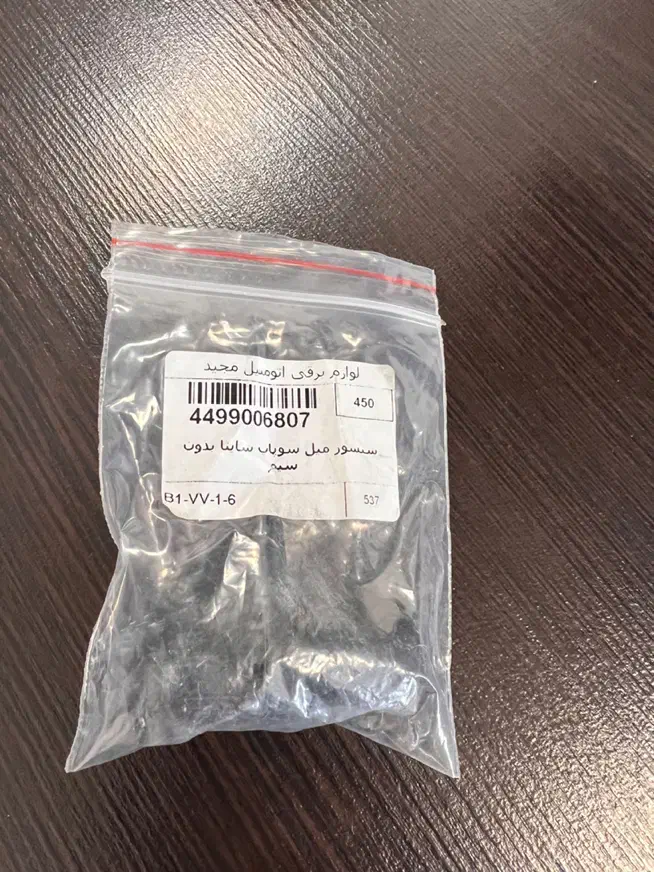 لوازم برقی اتومبیل مجید
4499006807
450
سنسور میل سوپاپ ساینا بدون
سیم
B1-VV-1-6
537